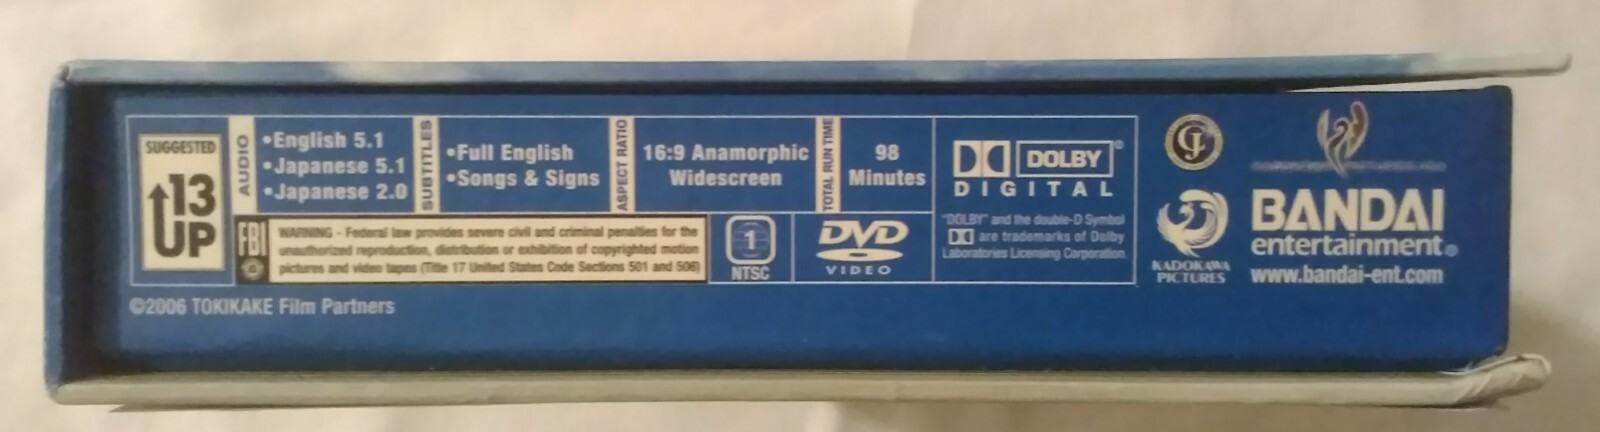 SUGGESTED
13
UP
AUDIO
•English 5.1
•Japanese 5.1
•Japanese 2.0
SUBTITLES
•Full English
•Songs & Signs
ASPECT RATIO
16:9 Anamorphic
Widescreen
TOTAL RUN TIME
98
Minutes
FBI
WARNING - Federal law provides severe civil and criminal penalties for the
unauthorized reproduction, distribution or exhibition of copyrighted motion
pictures and video tapes (Title 17 United States Code Sections 501 and 506)
1
NTSC
DVD
VIDEO
DOLBY®
DIGITAL
"DOLBY" and the double-D Symbol
are trademarks of Dolby
Laboratories Licensing Corporation.
©2006 TOKIKAKE Film Partners
KADOKAWA
PICTURES
BANDAI
entertainment®
www.bandai-ent.com